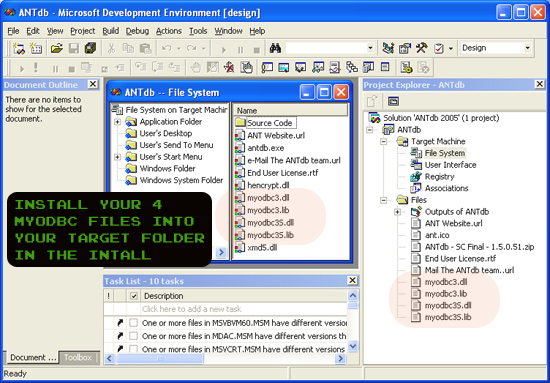 ANTdb - Microsoft Development Environment [design]
File Edit View Project Build Debug Actions Tools Window Help
Design
Document Outline
There are no items to
show for the selected
document.
Document ... Toolbox
ANTdb -- File System
File System on Target Machin
Application Folder
User's Desktop
User's Send To Menu
User's Start Menu
Windows Folder
Windows System Folder
Name
Source Code
ANT Website.url
antdb.exe
e-Mail The ANTdb team.url
End User License.rtf
hencrypt.dll
myodbc3.dll
myodbc3.lib
myodbc3S.dll
myodbc3S.lib
xmd5.dll
INSTALL YOUR 4
MYODBC FILES INTO
YOUR TARGET FOLDER
IN THE INTALL
Task List - 10 tasks
! Description
Click here to add a new task
One or more files in MSVBVM60.MSM have different version
One or more files in MDAC.MSM have different versions th
One or more files in MSVCRT.MSM have different versions
Project Explorer - ANTdb
Solution 'ANTdb 2005' (1 project)
ANTdb
Target Machine
File System
User Interface
Registry
Associations
Files
Outputs of ANTdb
ANT Website.url
ant.ico
ANTdb - SC Final - 1.5.0.51.zip
End User License.rtf
Mail The ANTdb team..url
myodbc3.dll
myodbc3.lib
myodbc3S.dll
myodbc3S.lib
Ready